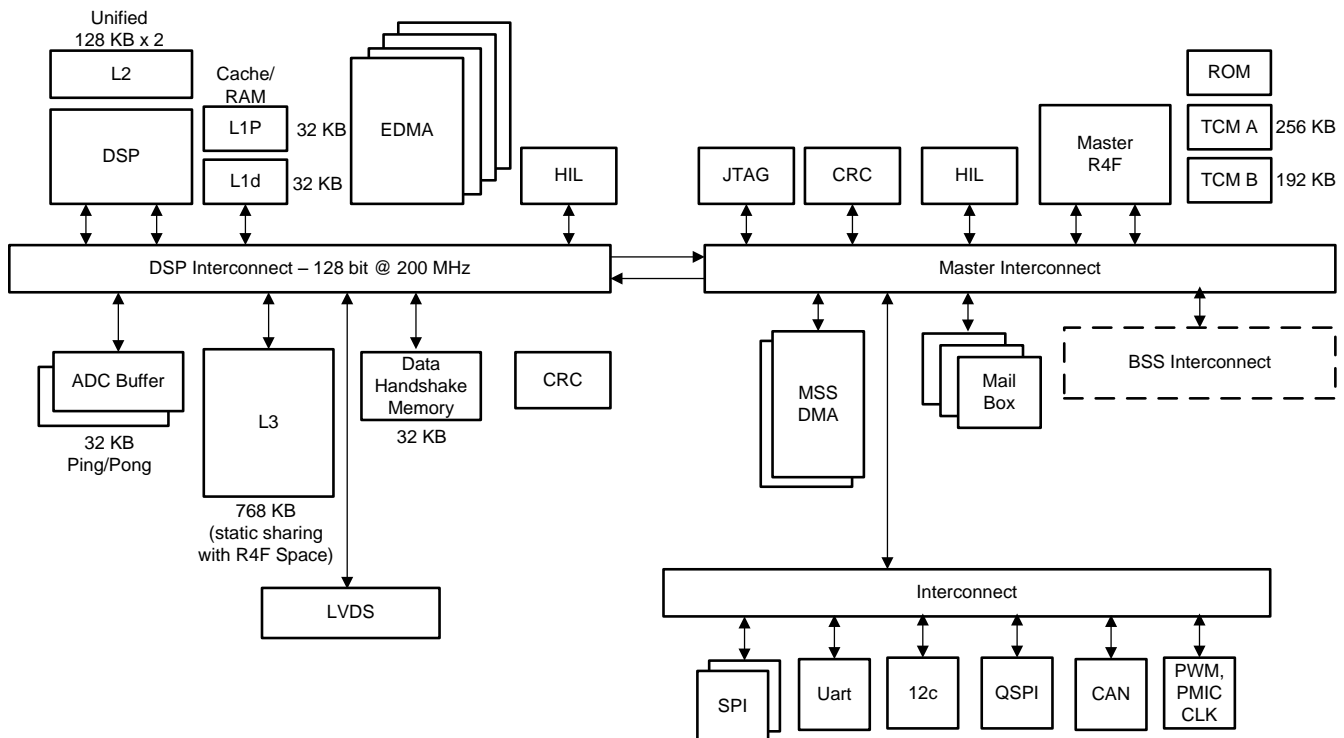 Unified
128 KB x 2
L2
Cache/
RAM
DSP
L1P
32 KB
L1d
32 KB
EDMA
HIL
JTAG
CRC
HIL
Master
R4F
ROM
TCM A
256 KB
TCM B
192 KB
DSP Interconnect – 128 bit @ 200 MHz
Master Interconnect
ADC Buffer
32 KB
Ping/Pong
L3
768 KB
(static sharing
with R4F Space)
Data
Handshake
Memory
32 KB
CRC
LVDS
MSS
DMA
Mail
Box
BSS Interconnect
Interconnect
SPI
Uart
12c
QSPI
CAN
PWM,
PMIC
CLK